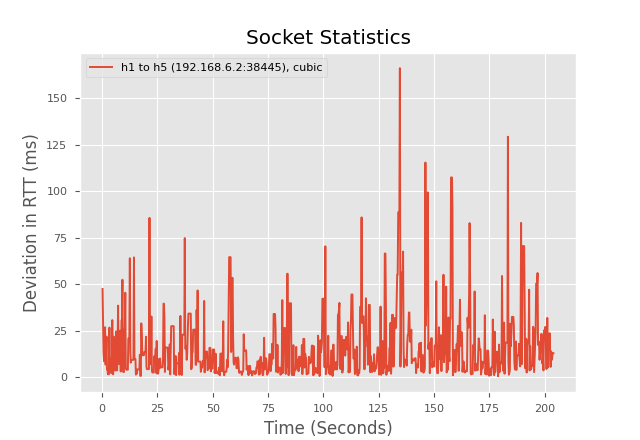 Socket Statistics
h1 to h5 (192.168.6.2:38445), cubic
Deviation in RTT (ms)
150
125
100
75
50
25
0
0 25 50 75 100 125 150 175 200
Time (Seconds)